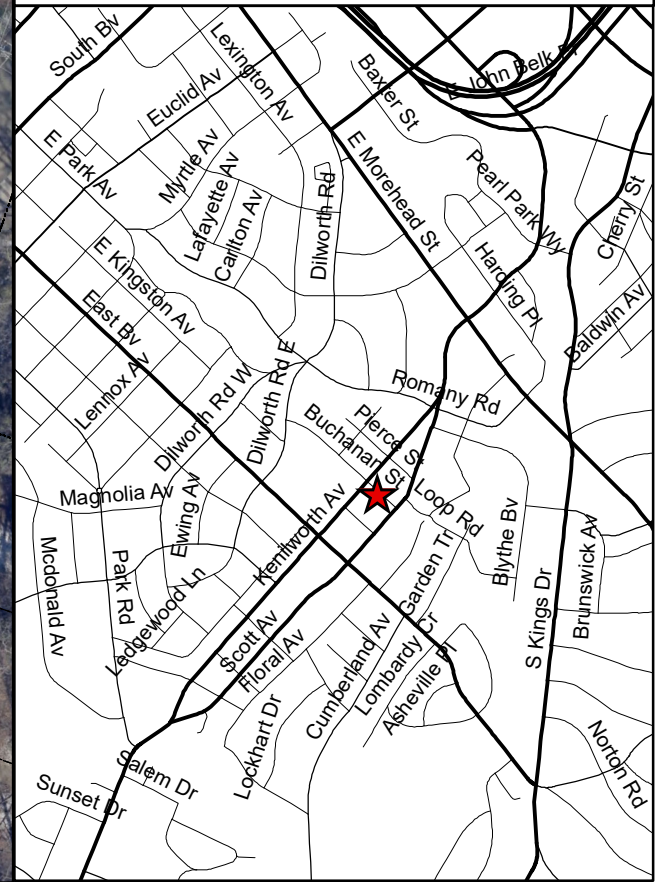 South Bv
Lexington Av
E John Belk F
Baxter St
Euclid Av
E Park Av
Myrtle Av
E Morehead St
Pearl Park Wy
Lafayette Av
Dilworth Rd
Cherry St
Callton Av
E Kingston Av
Harding Pl
East Bv
Baldwin Av
Lennox Av
Dilworth Rd W
Dilworth Rd E
Romany Rd
Pierce St
Buchanan St
Magnolia Av
Loop Rd
Ewing Av
Kenilworth Av
Blythe Bv
Mcdonald Av
Park Rd
Garden Tr
Brunswick Av
S Kings Dr
Ledgewood Ln
Scott Av
Floral Av
Cumberland Av
Lombardy Cr
Asheville Pl
Lockhart Dr
Norton Rd
Salem Dr
Sunset Dr